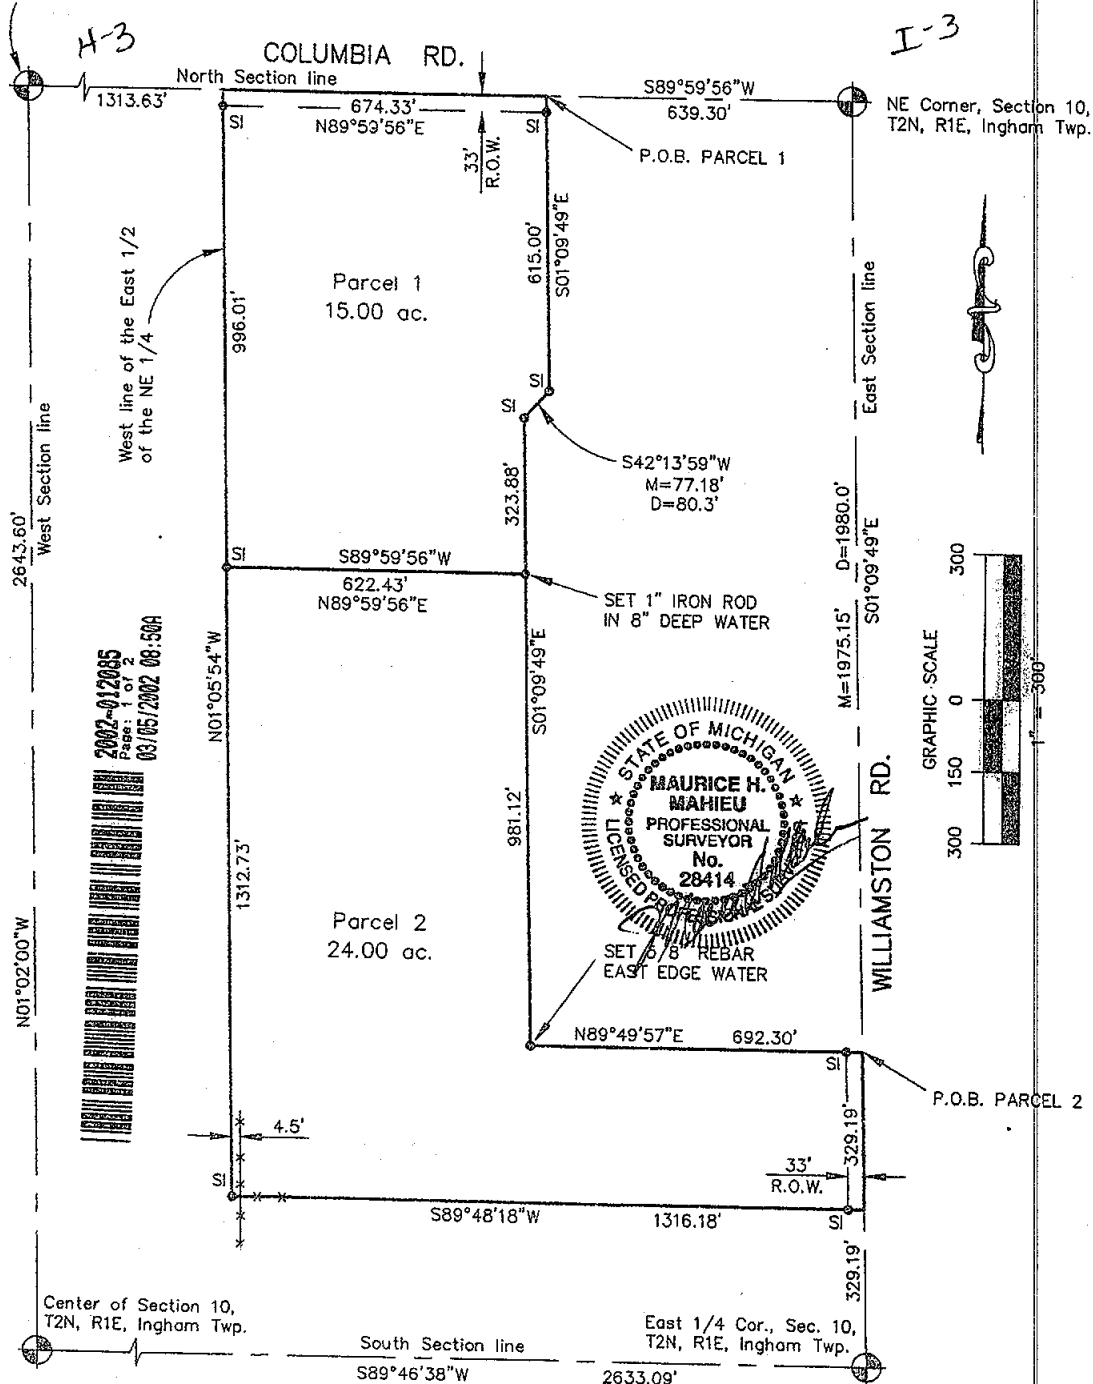 H-3
I-3
COLUMBIA RD.
North Section line
1313.63'
674.33'
N89°59'56"E
S89°59'56"W
639.30'
NE Corner, Section 10,
T2N, R1E, Ingham Twp.
SI
SI
33'
R.O.W.
P.O.B. PARCEL 1
615.00'
S01°09'49"E
West line of the East 1/2
of the NE 1/4
996.01'
Parcel 1
15.00 ac.
East Section line
SI
SI
S42°13'59"W
M=77.18'
D=80.3'
323.88'
West Section line
2643.60'
M=1975.15' D=1980.0'
S01°09'49"E
SI
S89°59'56"W
622.43'
N89°59'56"E
SET 1" IRON ROD
IN 8" DEEP WATER
300
0
150
300
GRAPHIC SCALE
1" = 300'
2002-012085
Page: 1 of 2
03/05/2002 08:50A
N01°05'54"W
S01°09'49"E
STATE OF MICHIGAN
MAURICE H.
MAHIEU
PROFESSIONAL
SURVEYOR
No.
28414
LICENSED PROFESSIONAL
WILLIAMSTON RD.
981.12'
1312.73'
Parcel 2
24.00 ac.
SET 5/8" REBAR
EAST EDGE WATER
N01°02'00"W
N89°49'57"E 692.30'
SI
P.O.B. PARCEL 2
4.5'
329.19'
33'
R.O.W.
SI
S89°48'18"W
1316.18'
SI
329.19'
Center of Section 10,
T2N, R1E, Ingham Twp.
East 1/4 Cor., Sec. 10,
T2N, R1E, Ingham Twp.
South Section line
S89°46'38"W
2633.09'